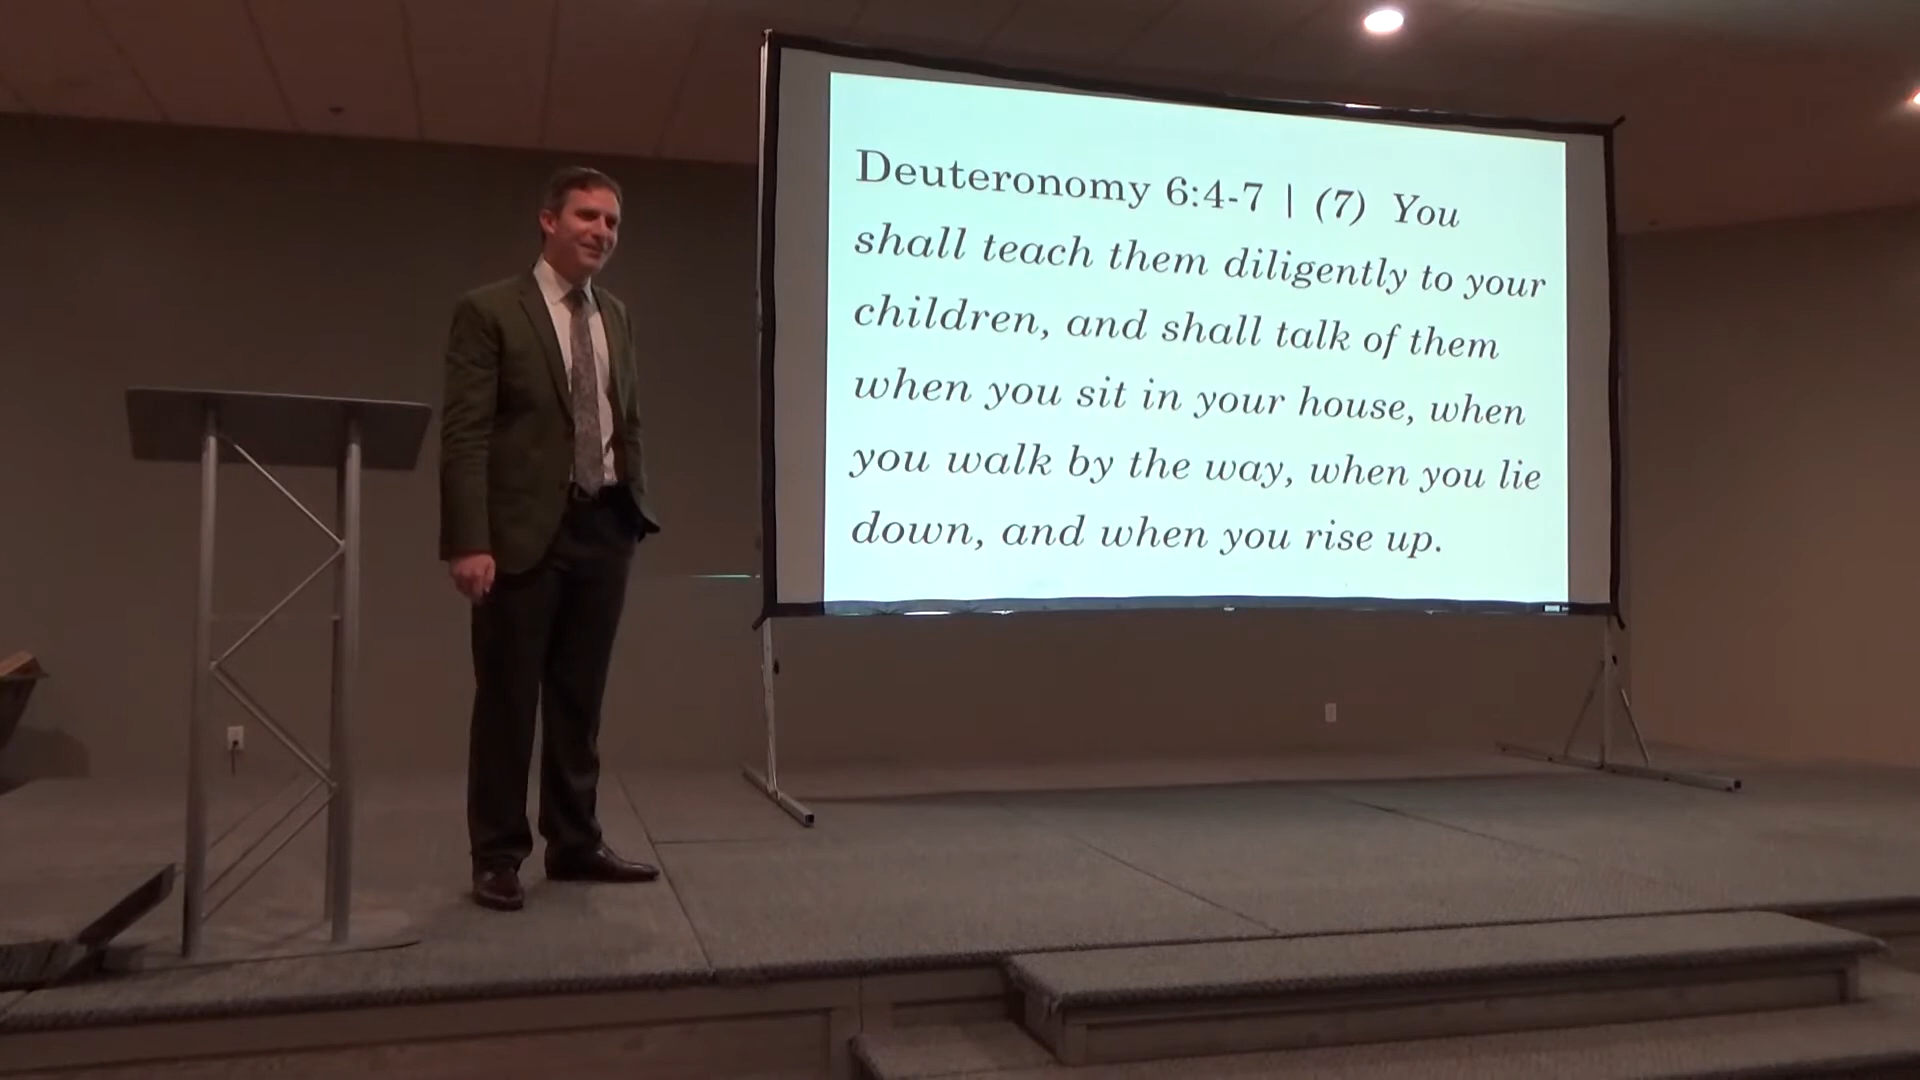 Deuteronomy 6:4-7 | (7) You
shall teach them diligently to your
children, and shall talk of them
when you sit in your house, when
you walk by the way, when you lie
down, and when you rise up.